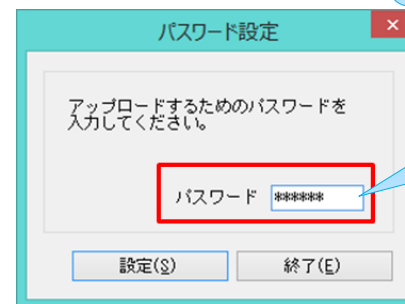 パスワード設定
アップロードするためのパスワードを
入力してください。
パスワード ******
設定(S) 終了(E)